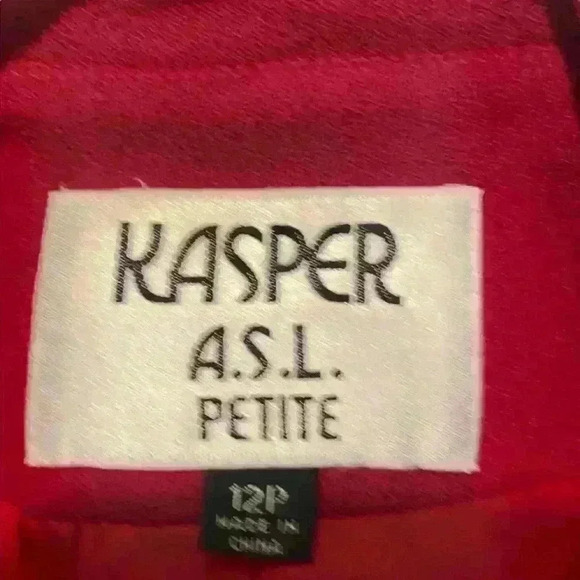 KASPER
A.S.L.
PETITE
12P
MADE IN
CHINA